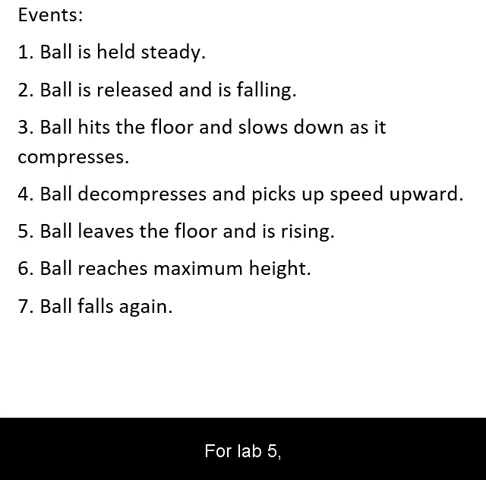 Events:
1. Ball is held steady.
2. Ball is released and is falling.
3. Ball hits the floor and slows down as it
compresses.
4. Ball decompresses and picks up speed upward.
5. Ball leaves the floor and is rising.
6. Ball reaches maximum height.
7. Ball falls again.
For lab 5,